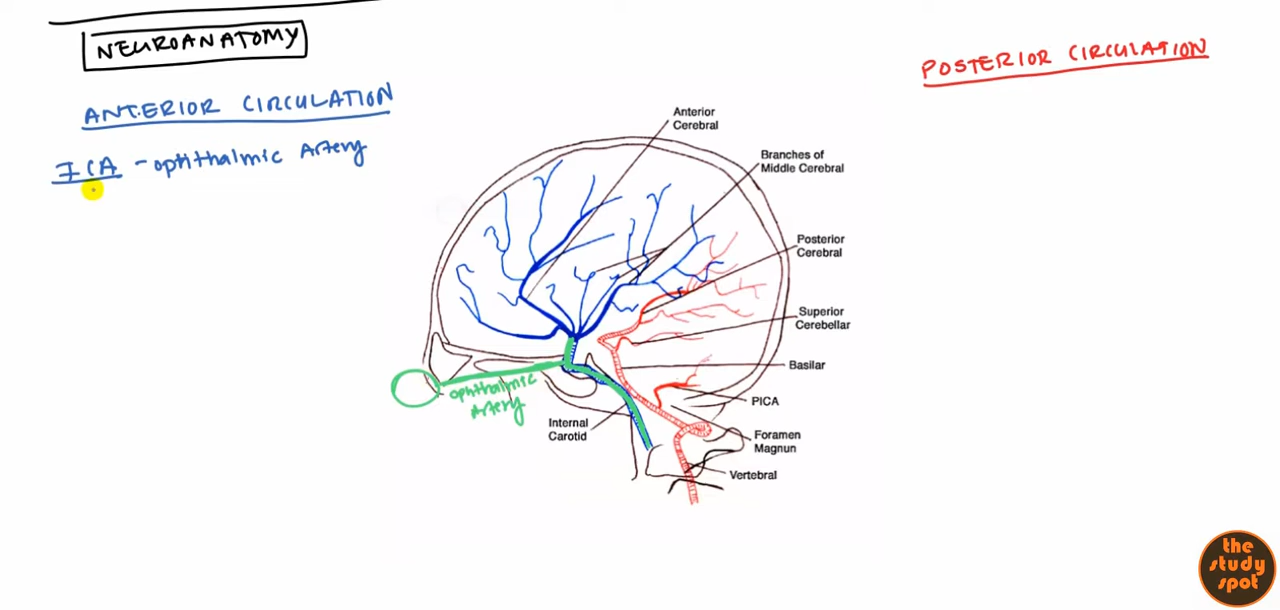 NEUROANATOMY
POSTERIOR CIRCULATION
ANTERIOR CIRCULATION
ICA - ophthalmic Artery
Anterior
Cerebral
Branches of
Middle Cerebral
Posterior
Cerebral
Superior
Cerebellar
Basilar
ophthalmic
Artery
PICA
Internal
Carotid
Foramen
Magnun
Vertebral
the
study
spot